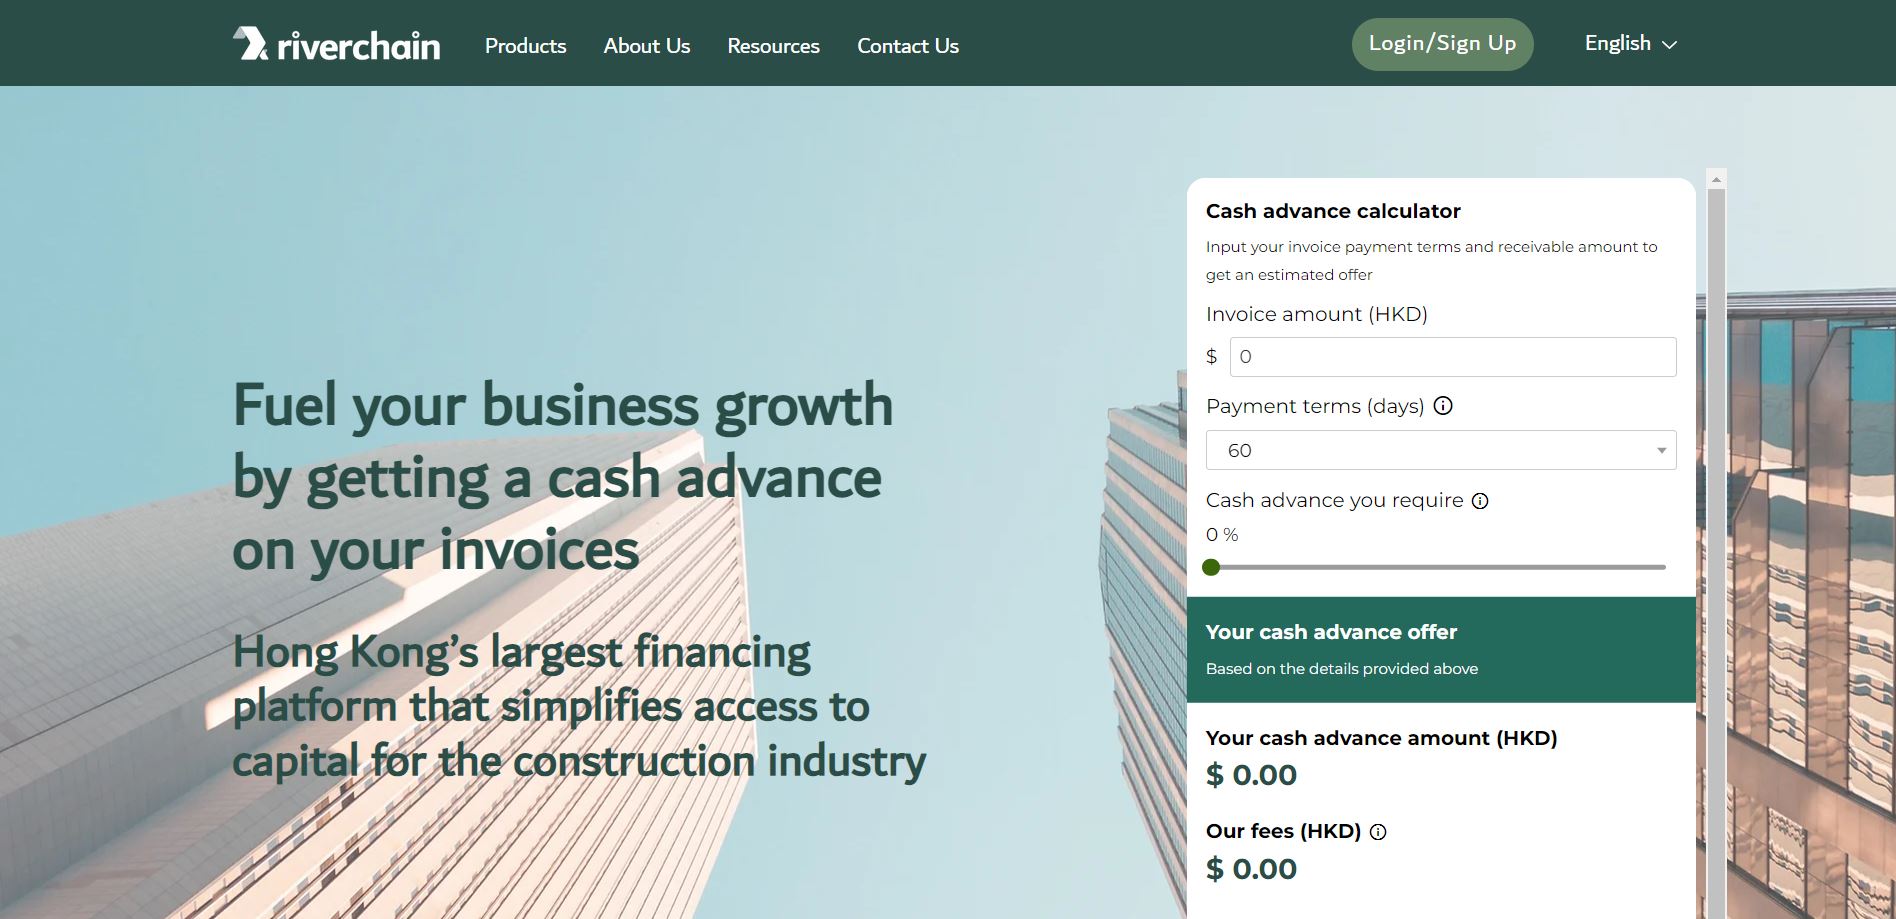 riverchain
Products
About Us
Resources
Contact Us
Login/Sign Up
English
Fuel your business growth
by getting a cash advance
on your invoices
Hong Kong’s largest financing
platform that simplifies access to
capital for the construction industry
Cash advance calculator
Input your invoice payment terms and receivable amount to
get an estimated offer
Invoice amount (HKD)
$ 0
Payment terms (days)
60
Cash advance you require
0 %
Your cash advance offer
Based on the details provided above
Your cash advance amount (HKD)
$ 0.00
Our fees (HKD)
$ 0.00